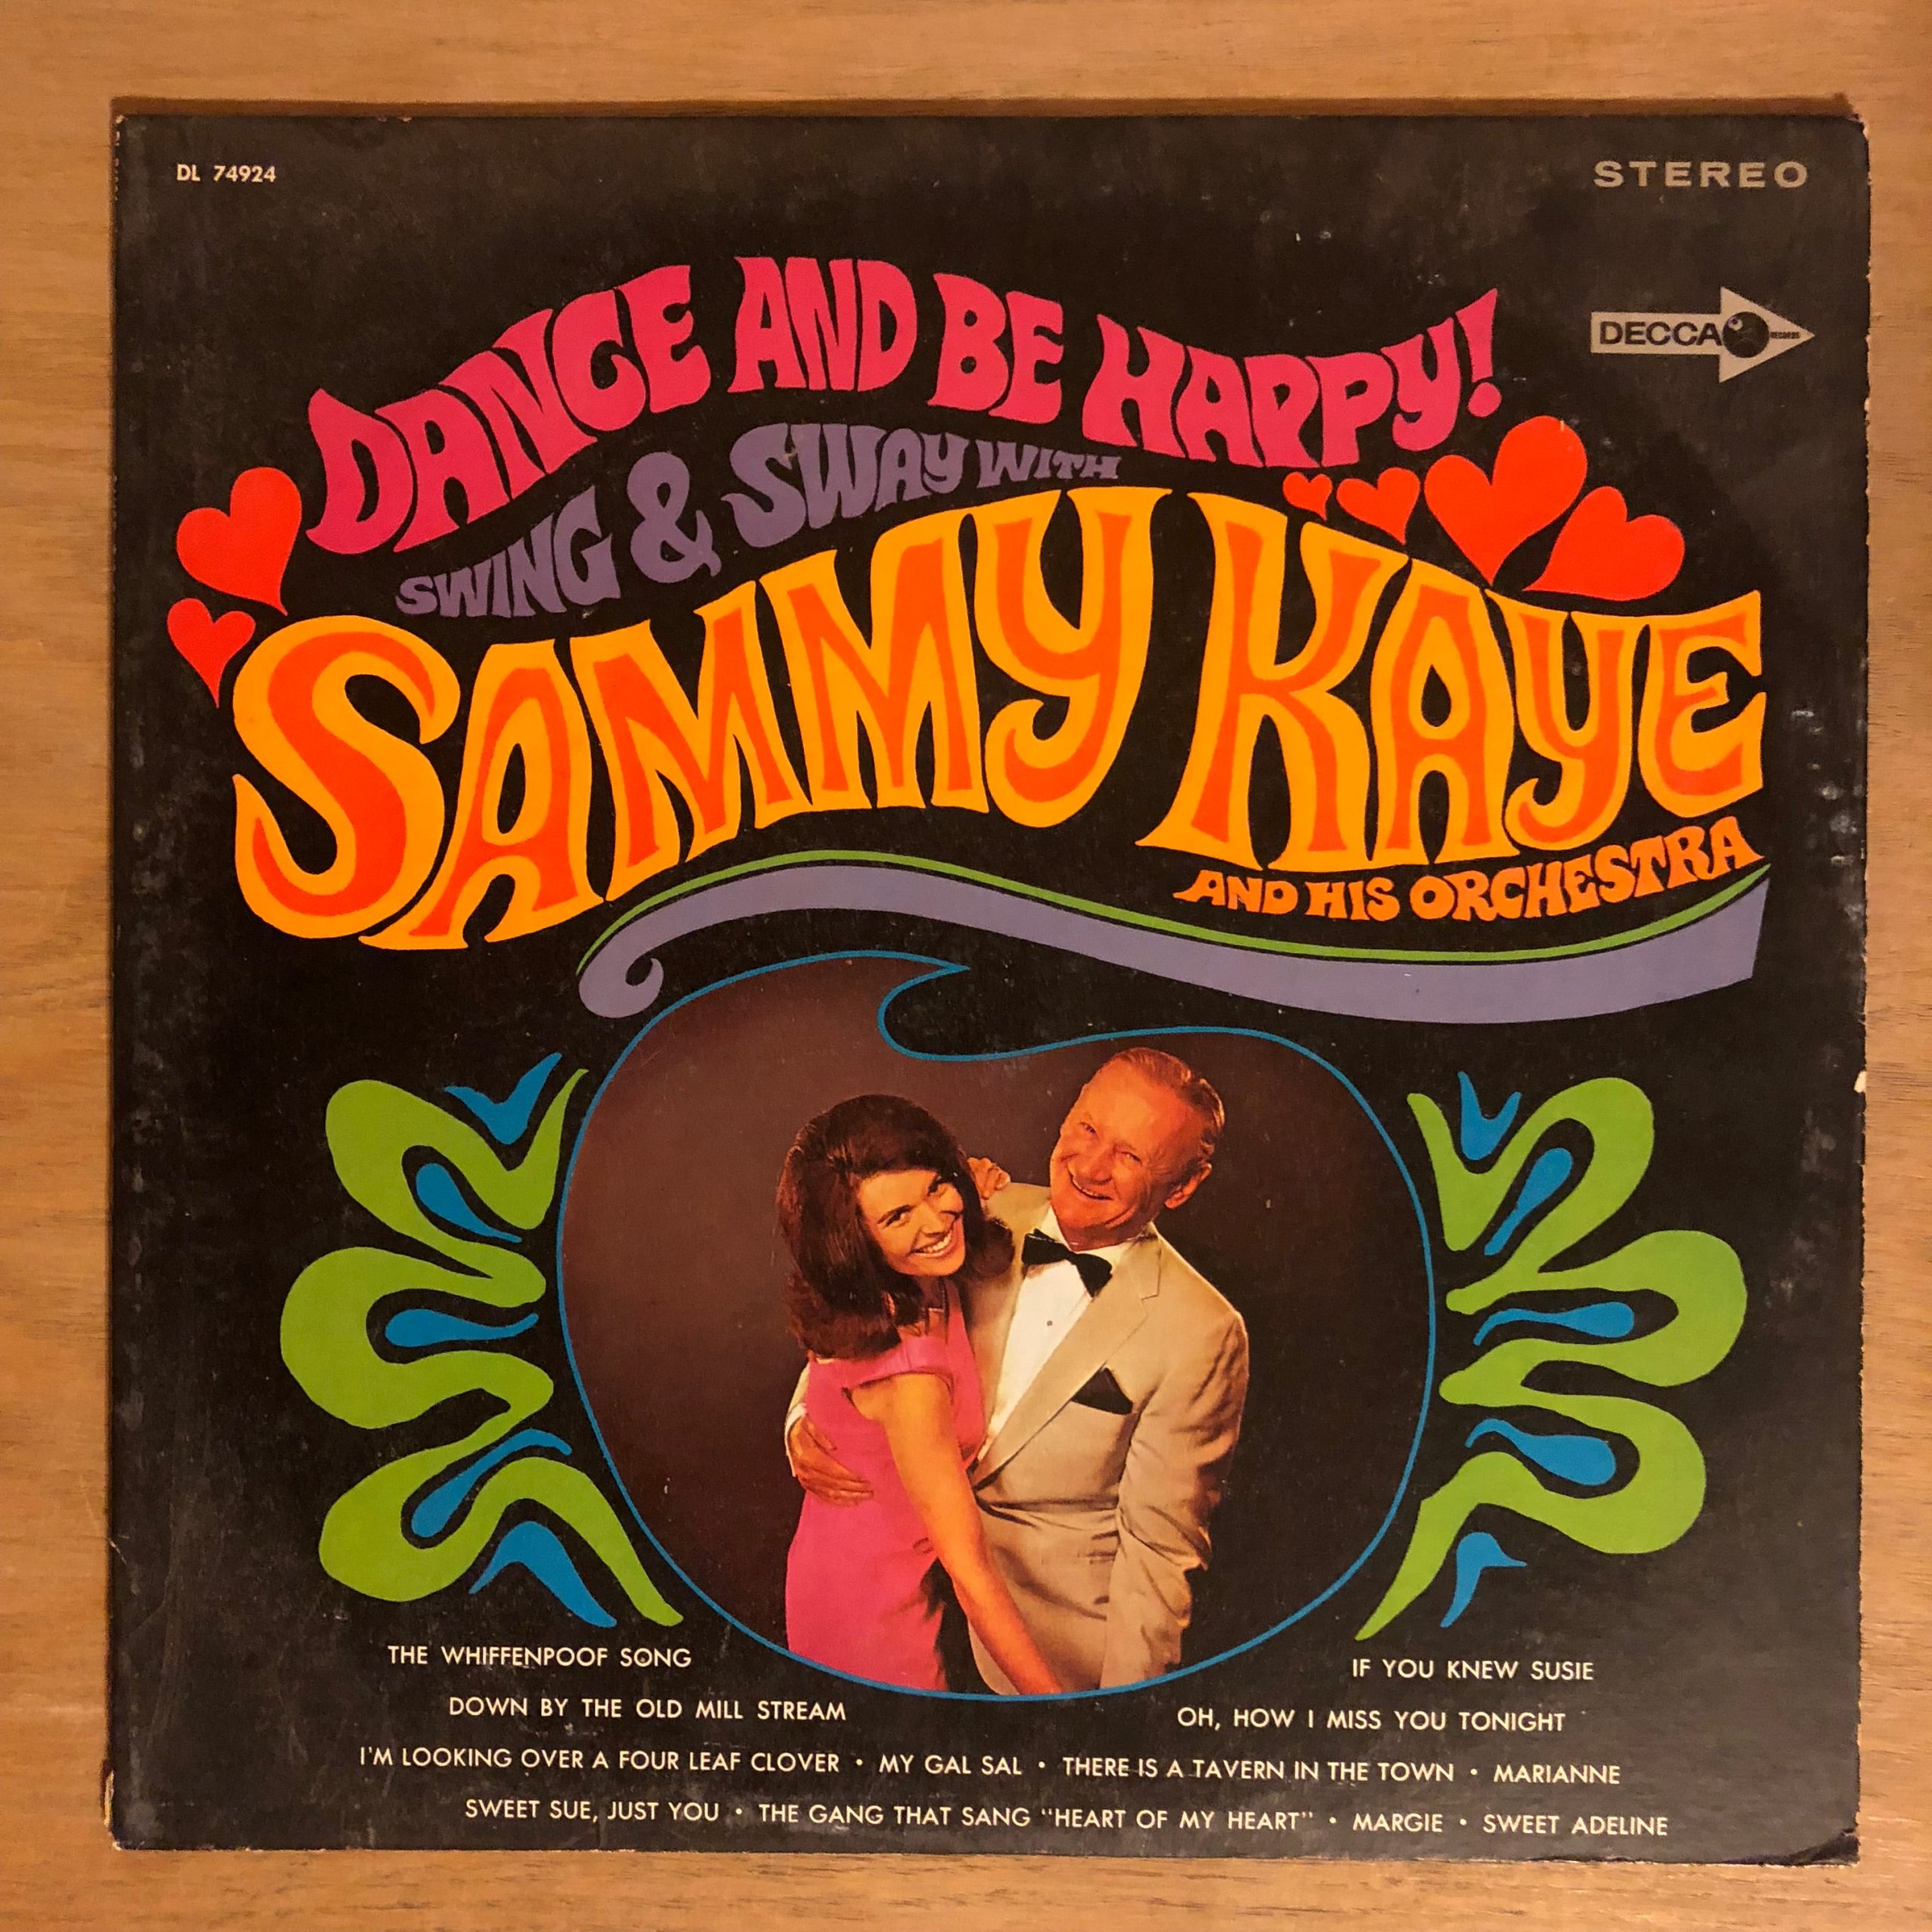 DL 74924
STEREO
DECCA RECORDS
DANCE AND BE HAPPY!
SWING & SWAY WITH
SAMMY KAYE
AND HIS ORCHESTRA
THE WHIFFENPOOF SONG
IF YOU KNEW SUSIE
DOWN BY THE OLD MILL STREAM
OH, HOW I MISS YOU TONIGHT
I'M LOOKING OVER A FOUR LEAF CLOVER • MY GAL SAL • THERE IS A TAVERN IN THE TOWN • MARIANNE
SWEET SUE, JUST YOU • THE GANG THAT SANG "HEART OF MY HEART" • MARGIE • SWEET ADELINE